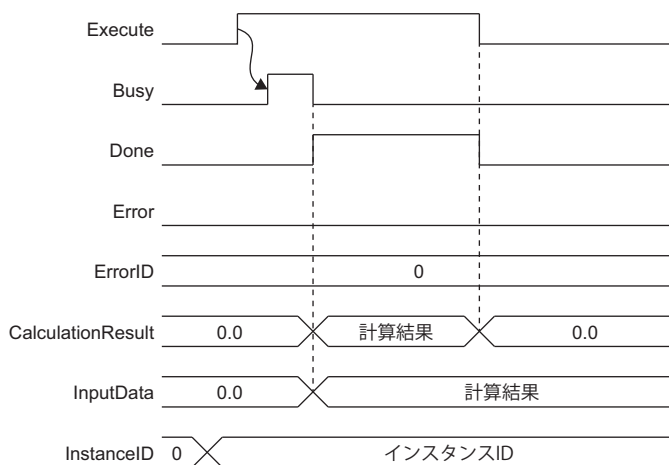 Execute
Busy
Done
Error
ErrorID 0
CalculationResult 0.0 計算結果 0.0
InputData 0.0 計算結果
InstanceID 0 インスタンスID